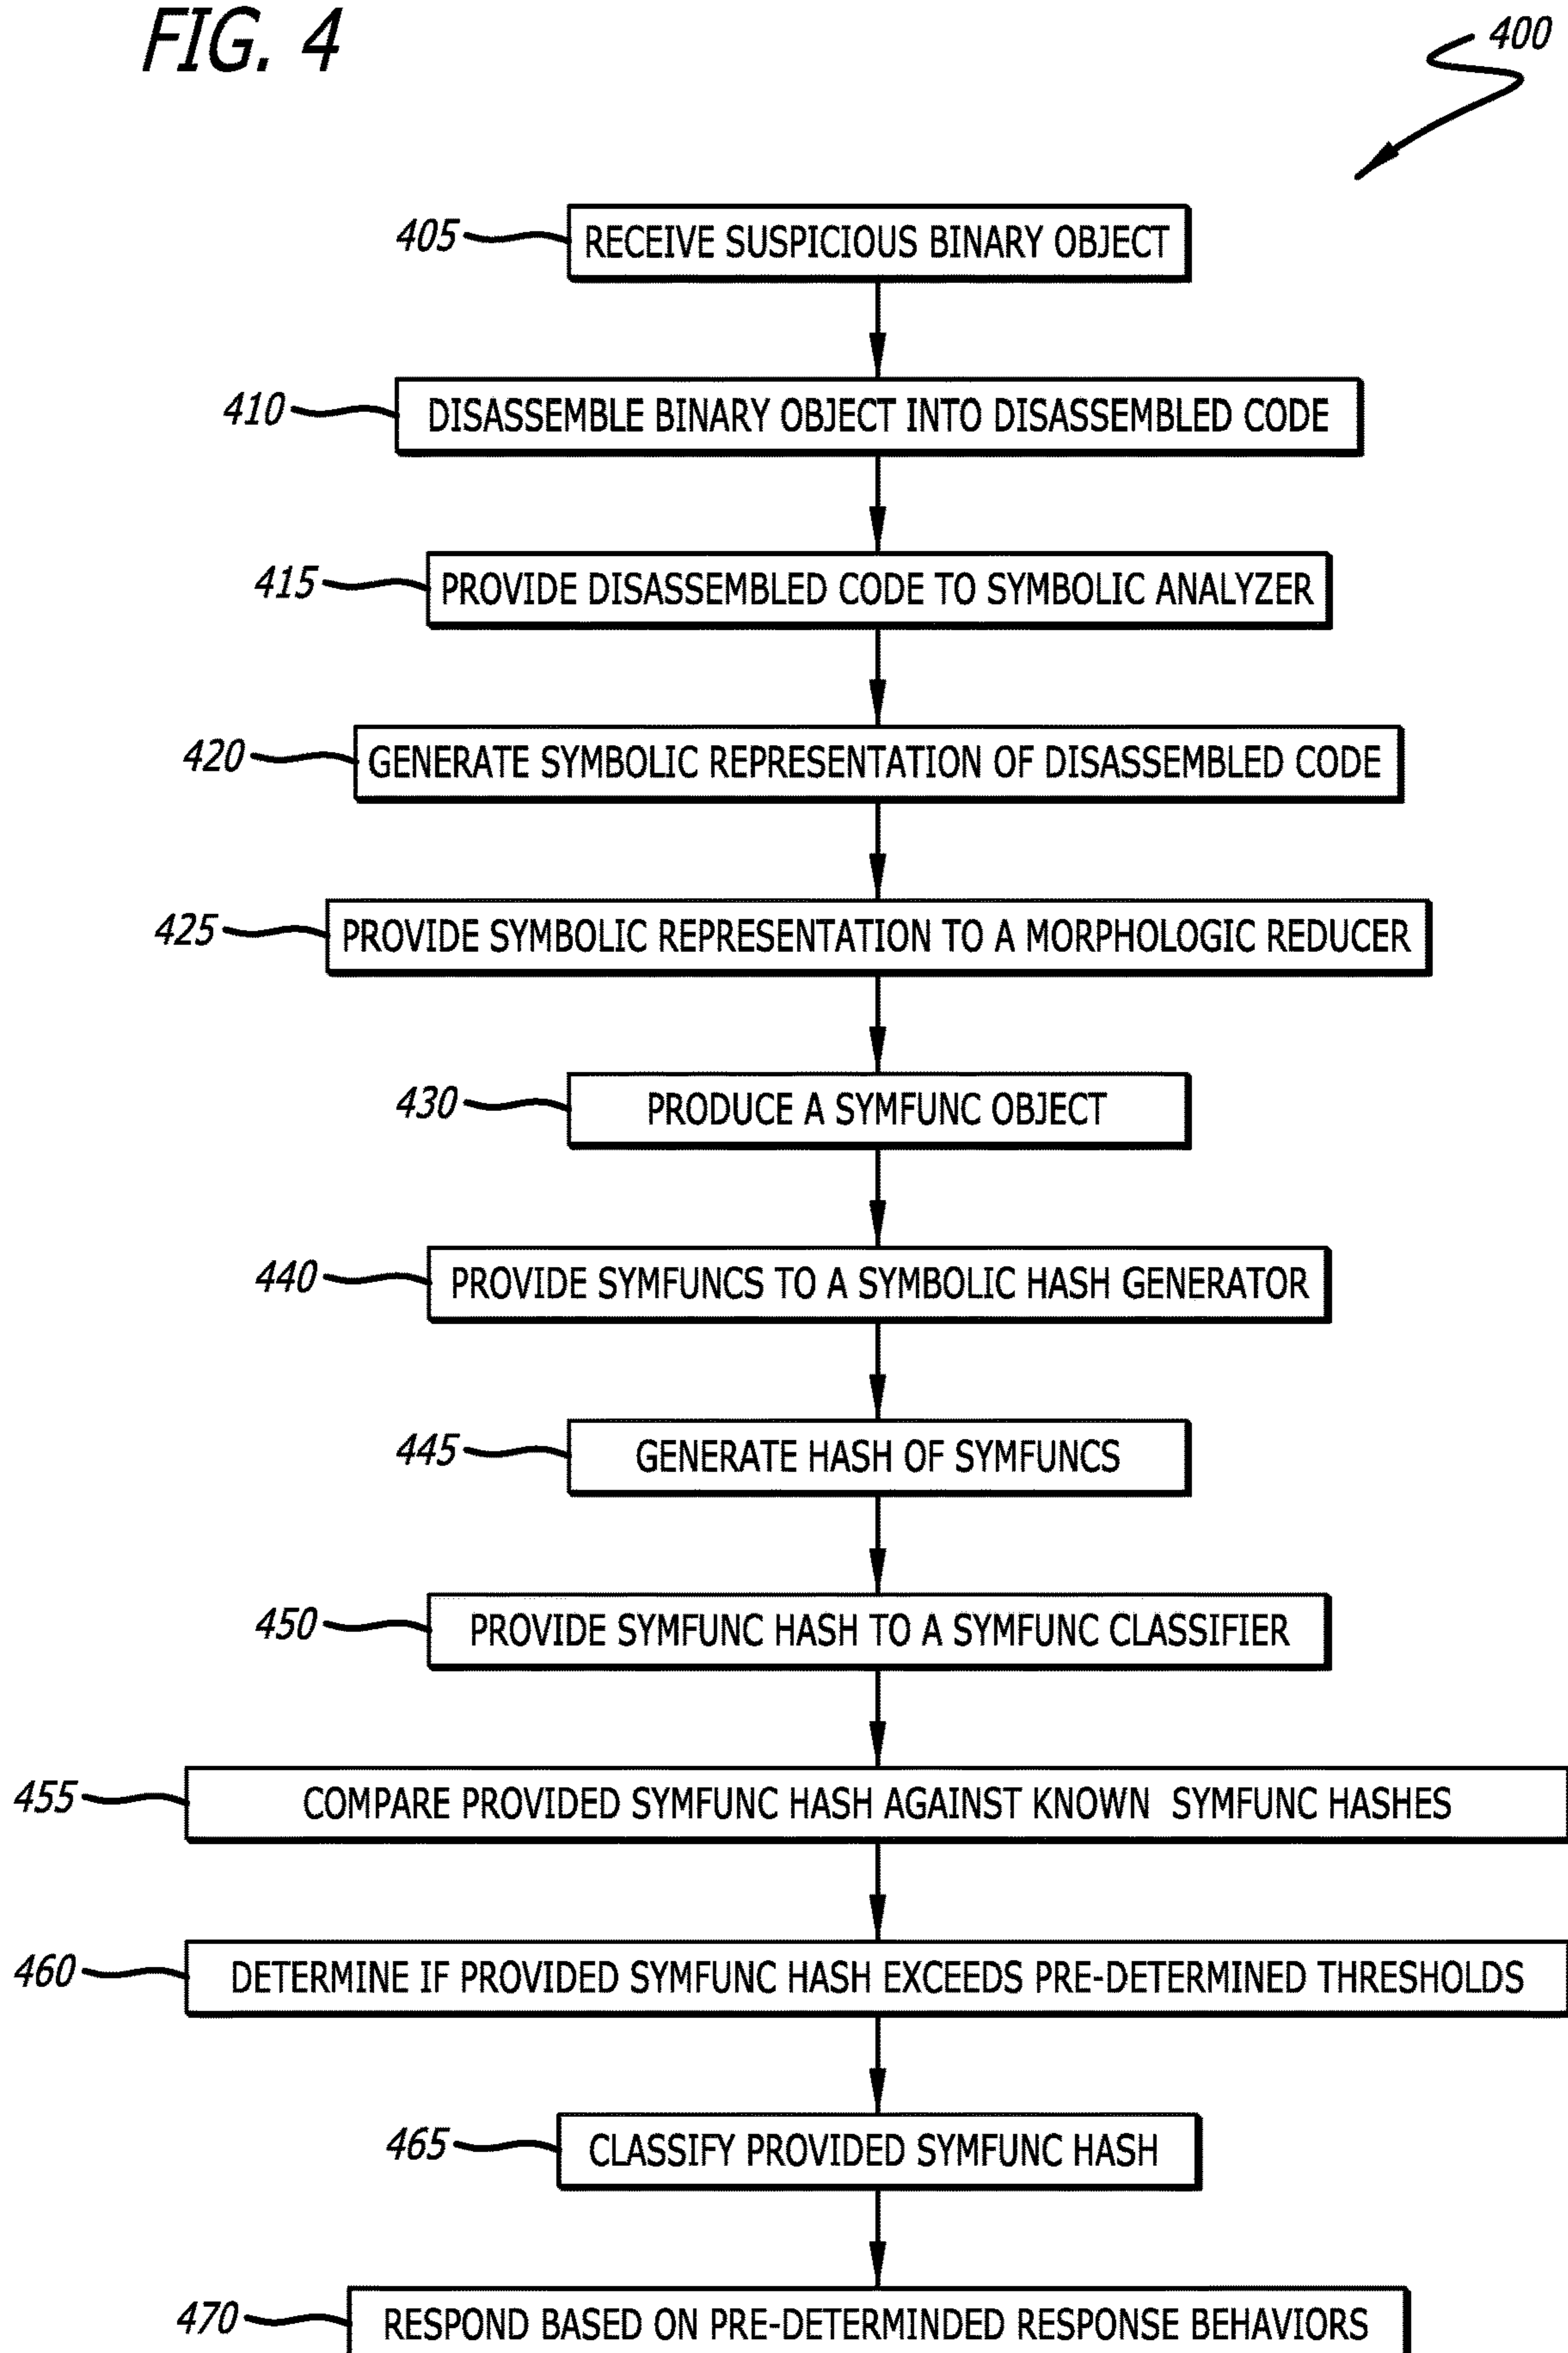 FIG. 4
400
405 RECEIVE SUSPICIOUS BINARY OBJECT
410 DISASSEMBLE BINARY OBJECT INTO DISASSEMBLED CODE
415 PROVIDE DISASSEMBLED CODE TO SYMBOLIC ANALYZER
420 GENERATE SYMBOLIC REPRESENTATION OF DISASSEMBLED CODE
425 PROVIDE SYMBOLIC REPRESENTATION TO A MORPHOLOGIC REDUCER
430 PRODUCE A SYMFUNC OBJECT
440 PROVIDE SYMFUNCS TO A SYMBOLIC HASH GENERATOR
445 GENERATE HASH OF SYMFUNCS
450 PROVIDE SYMFUNC HASH TO A SYMFUNC CLASSIFIER
455 COMPARE PROVIDED SYMFUNC HASH AGAINST KNOWN SYMFUNC HASHES
460 DETERMINE IF PROVIDED SYMFUNC HASH EXCEEDS PRE-DETERMINED THRESHOLDS
465 CLASSIFY PROVIDED SYMFUNC HASH
470 RESPOND BASED ON PRE-DETERMINDED RESPONSE BEHAVIORS